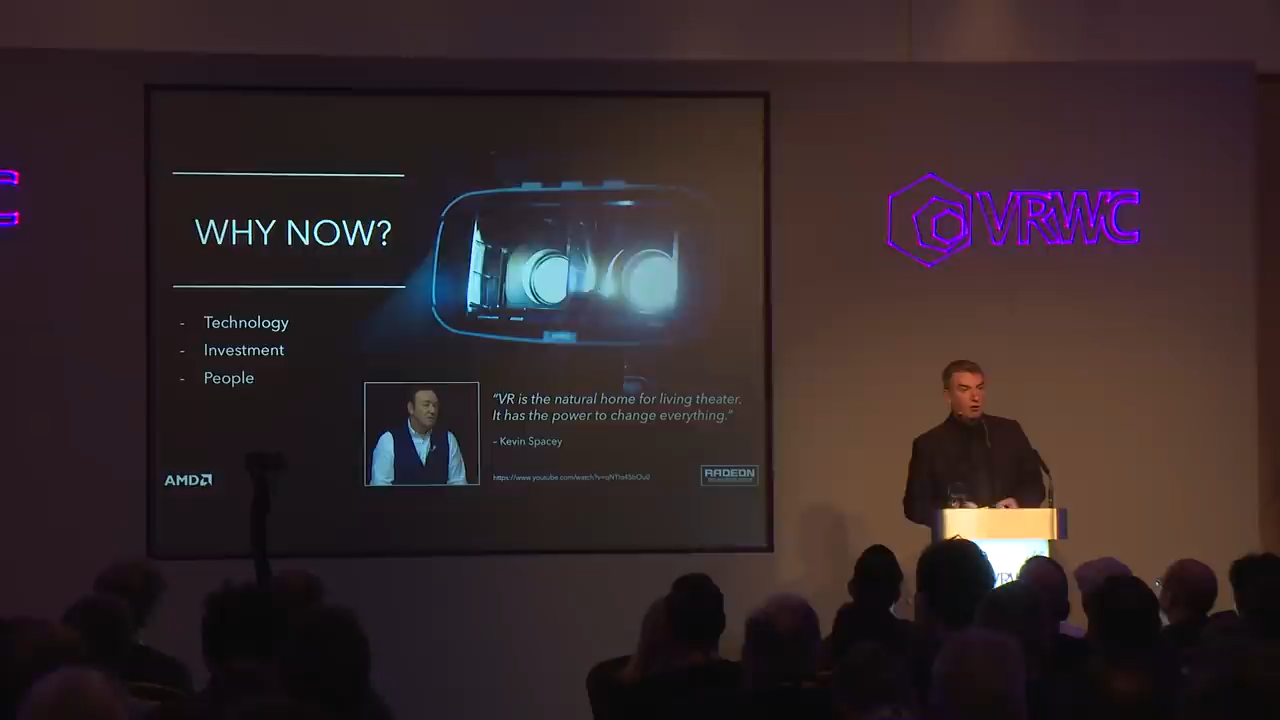 WHY NOW?
- Technology
- Investment
- People
"VR is the natural home for living theater.
It has the power to change everything."
– Kevin Spacey
AMD
RADEON
VRWC